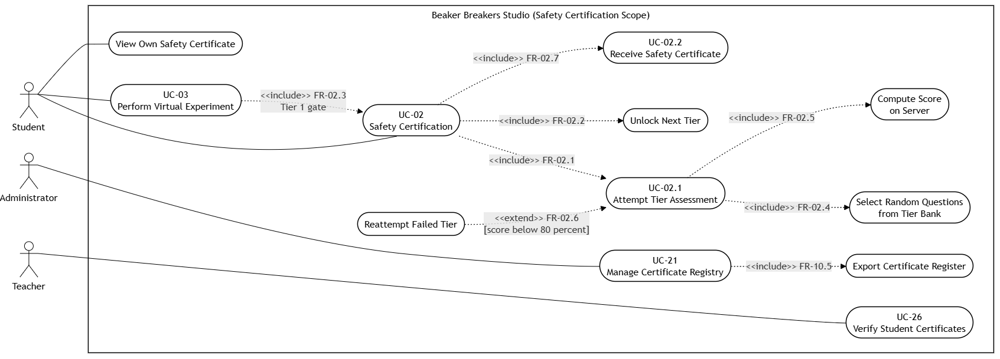 Beaker Breakers Studio (Safety Certification Scope)
View Own Safety Certificate
UC-02.2
Receive Safety Certificate
<<include>> FR-02.7
UC-03
Perform Virtual Experiment
<<include>> FR-02.3
Tier 1 gate
Student
UC-02
Safety Certification
<<include>> FR-02.2
Unlock Next Tier
<<include>> FR-02.5
Compute Score
on Server
<<include>> FR-02.1
Administrator
UC-02.1
Attempt Tier Assessment
<<include>> FR-02.4
Select Random Questions
from Tier Bank
Reattempt Failed Tier
<<extend>> FR-02.6
[score below 80 percent]
UC-21
Manage Certificate Registry
<<include>> FR-10.5
Export Certificate Register
Teacher
UC-26
Verify Student Certificates